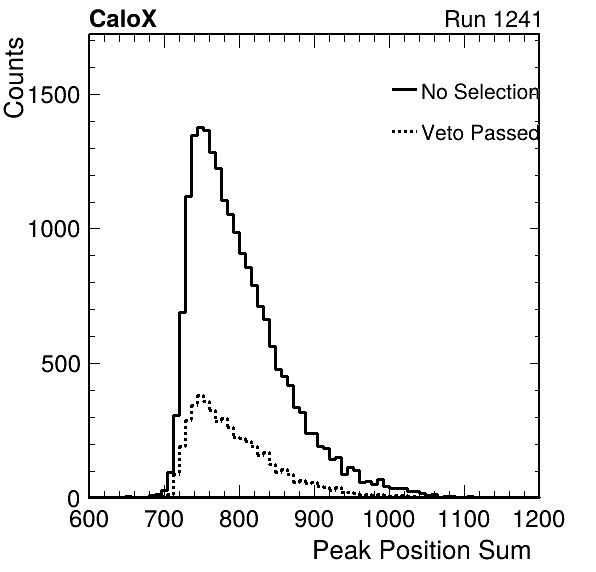 CaloX Run 1241
Counts
1500
1000
500
0
No Selection
Veto Passed
600 700 800 900 1000 1100 1200
Peak Position Sum